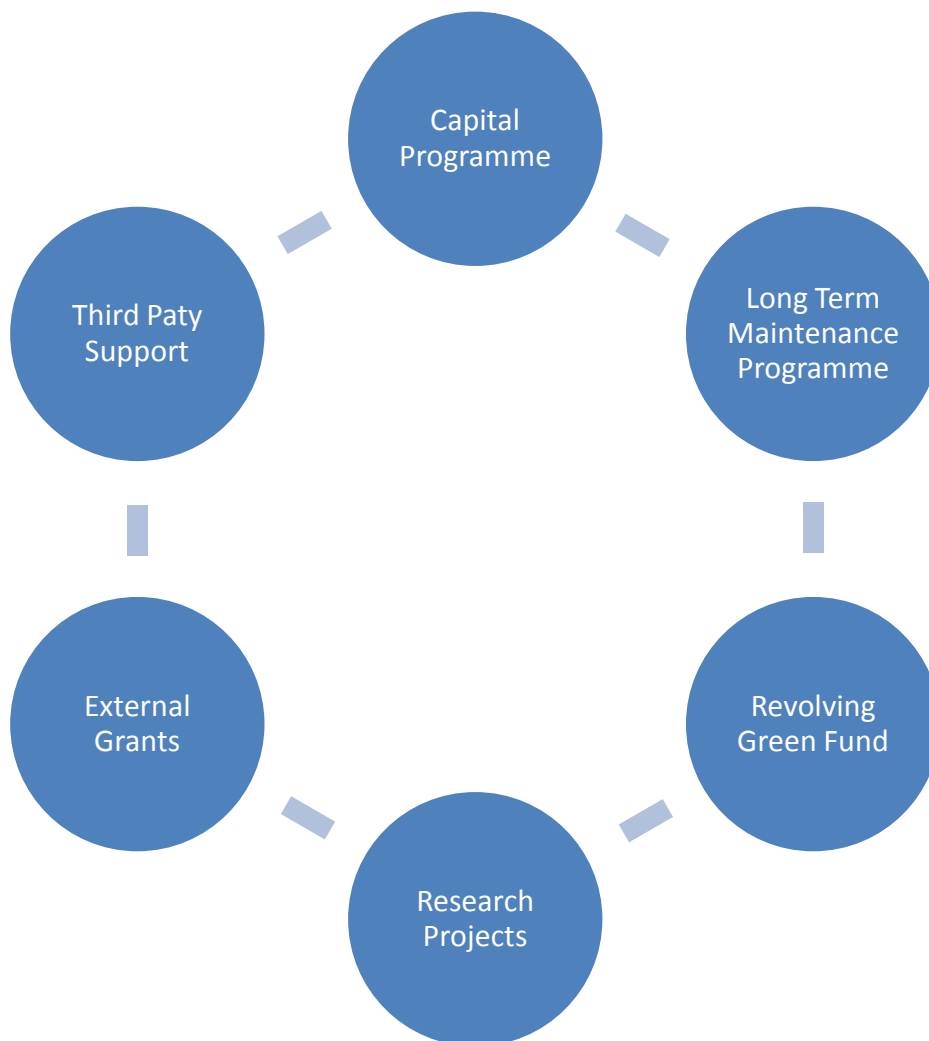 Capital
Programme
Long Term
Maintenance
Programme
Revolving
Green Fund
Research
Projects
External
Grants
Third Paty
Support